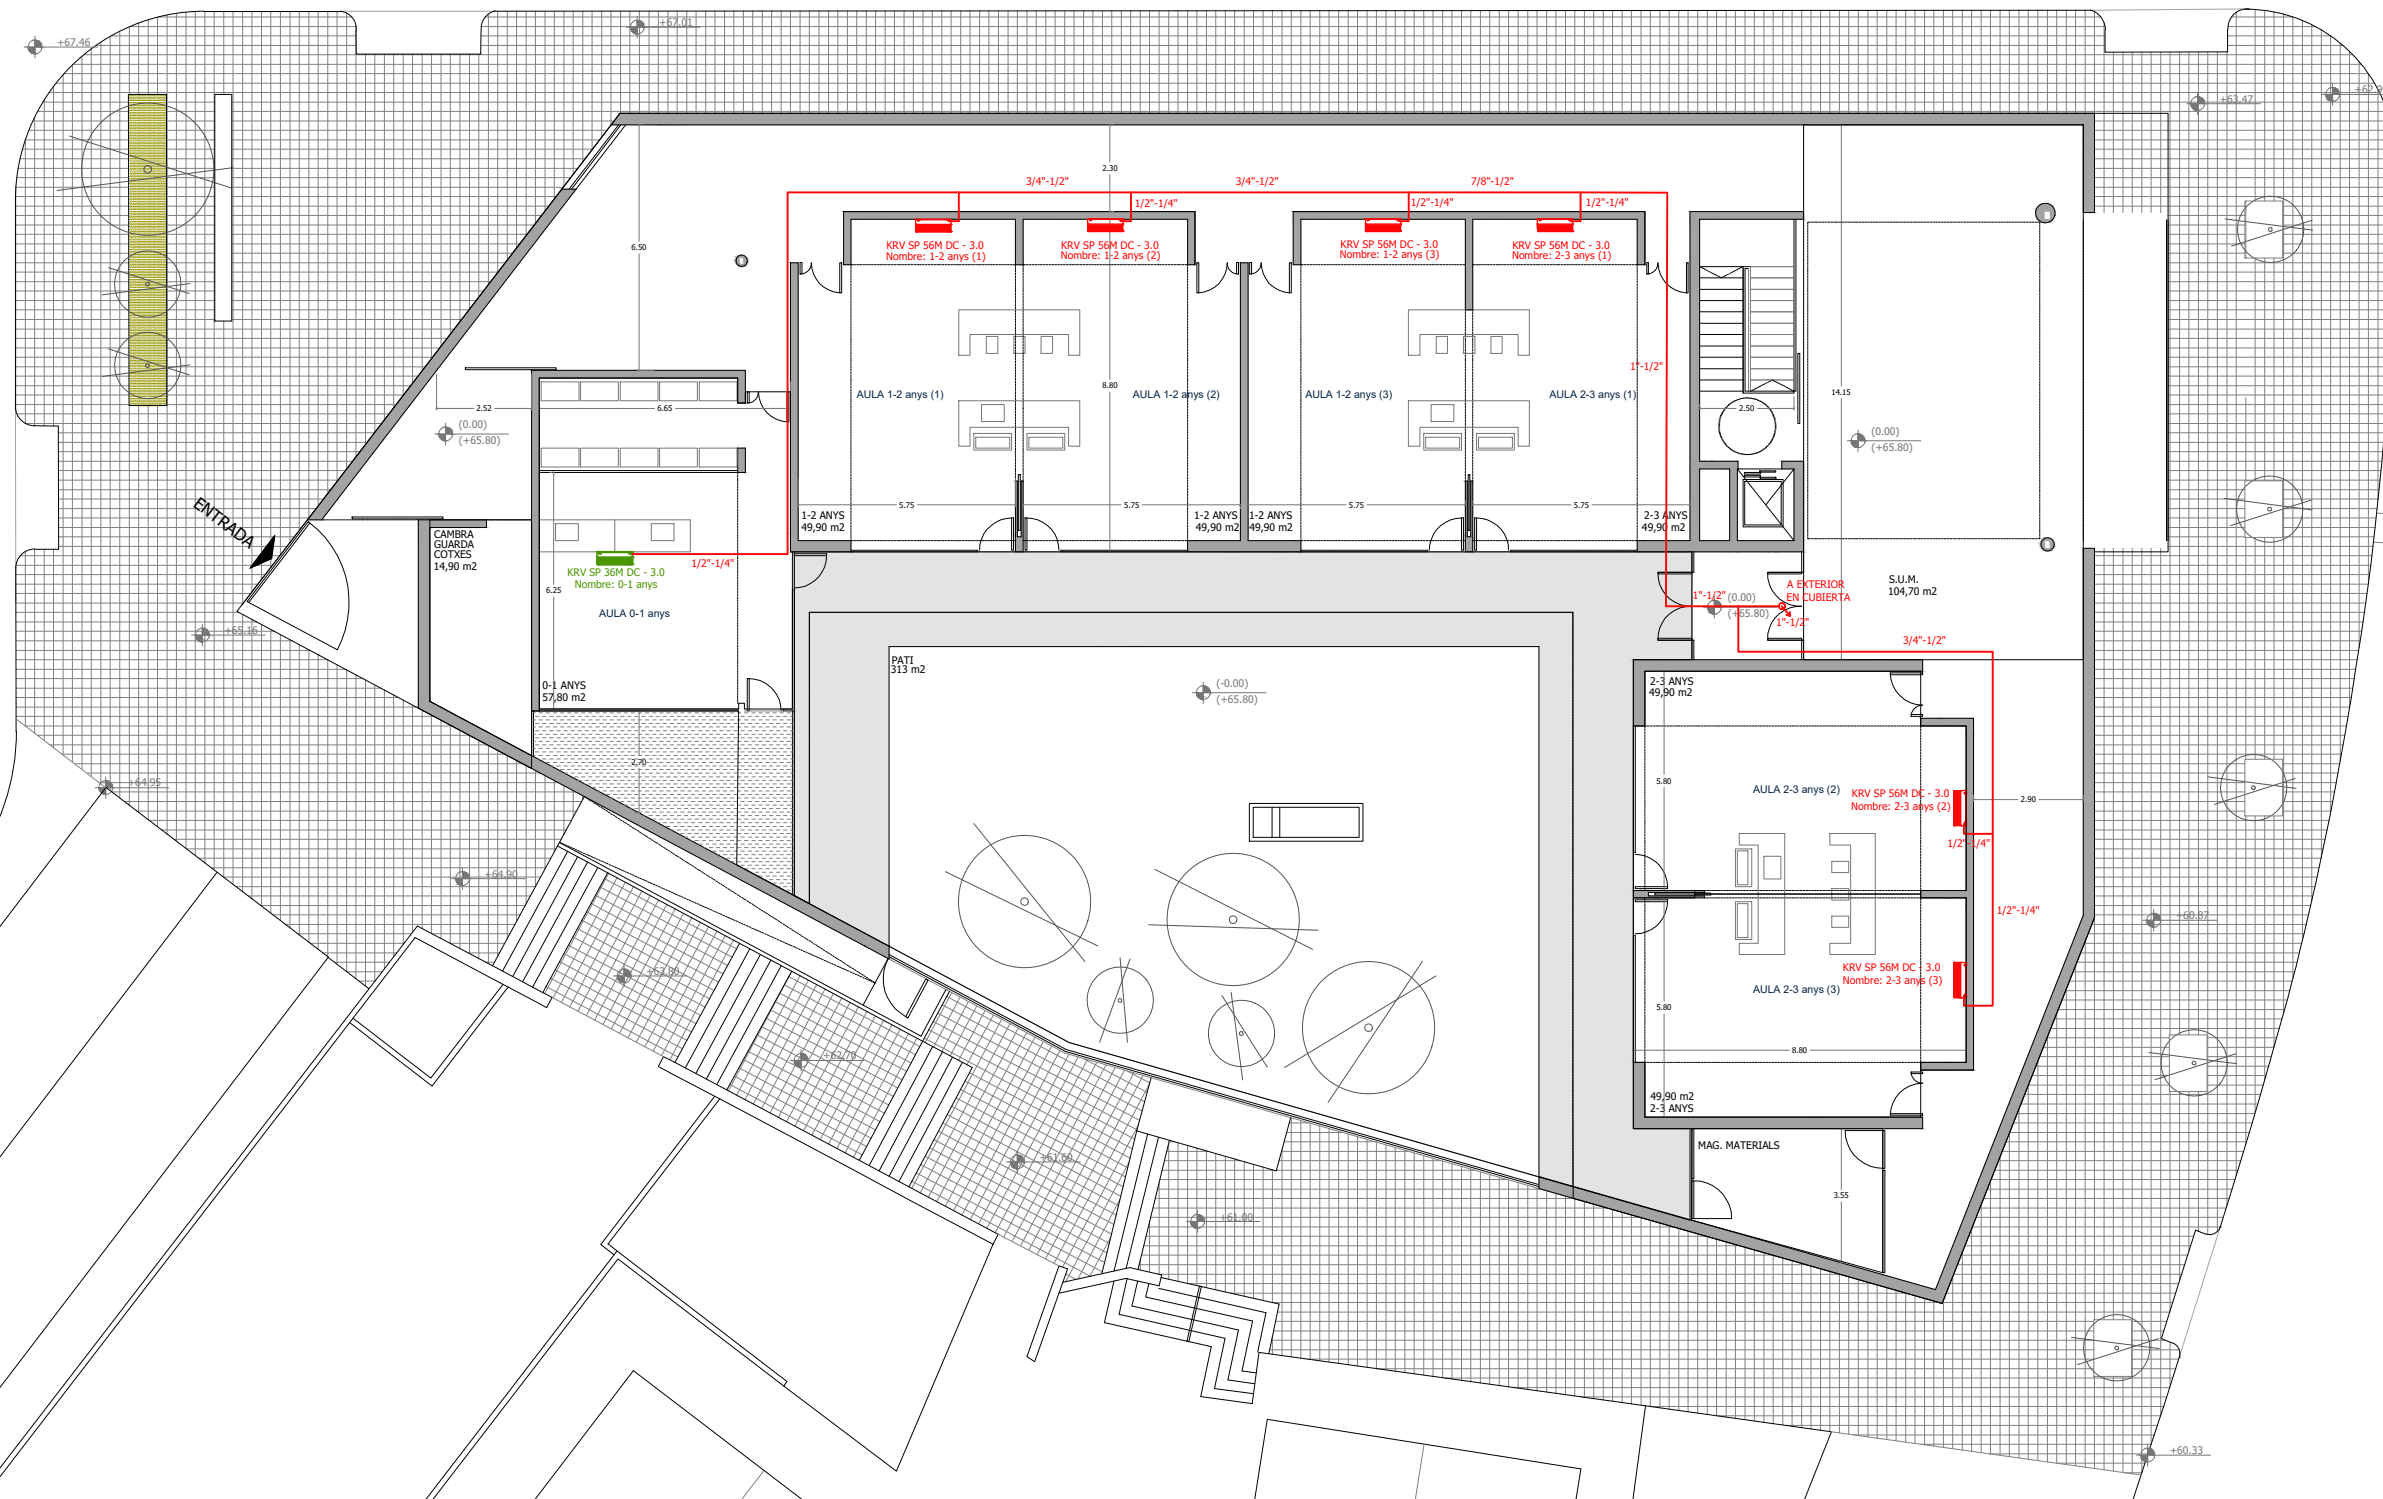 +67.46
+67.01
+63.47
+62.9
2.30
3/4"-1/2"
3/4"-1/2"
7/8"-1/2"
1/2"-1/4"
1/2"-1/4"
1/2"-1/4"
KRV SP 56M DC - 3.0
Nombre: 1-2 anys (1)
KRV SP 56M DC - 3.0
Nombre: 1-2 anys (2)
KRV SP 56M DC - 3.0
Nombre: 1-2 anys (3)
KRV SP 56M DC - 3.0
Nombre: 2-3 anys (1)
6.50
1"-1/2"
8.80
14.15
AULA 1-2 anys (1)
AULA 1-2 anys (2)
AULA 1-2 anys (3)
AULA 2-3 anys (1)
2.52
6.65
2.50
(0.00)
(+65.80)
(0.00)
(+65.80)
5.75
5.75
5.75
5.75
1-2 ANYS
49,90 m2
1-2 ANYS
49,90 m2
1-2 ANYS
49,90 m2
2-3 ANYS
49,90 m2
ENTRADA
CAMBRA
GUARDA
COTXES
14,90 m2
KRV SP 36M DC - 3.0
Nombre: 0-1 anys
1/2"-1/4"
6.25
AULA 0-1 anys
A EXTERIOR
EN CUBIERTA
S.U.M.
104,70 m2
1"-1/2"
(0.00)
(+65.80)
1"-1/2"
+65.16
3/4"-1/2"
PATI
313 m2
(-0.00)
(+65.80)
0-1 ANYS
57,80 m2
2-3 ANYS
49,90 m2
2.70
+64.95
5.80
AULA 2-3 anys (2)
KRV SP 56M DC - 3.0
Nombre: 2-3 anys (2)
2.90
1/2"-1/4"
+64.90
1/2"-1/4"
+60.87
+63.80
KRV SP 56M DC - 3.0
Nombre: 2-3 anys (3)
AULA 2-3 anys (3)
5.80
8.80
+62.70
49,90 m2
2-3 ANYS
MAG. MATERIALS
+61.60
3.55
+61.00
+60.33